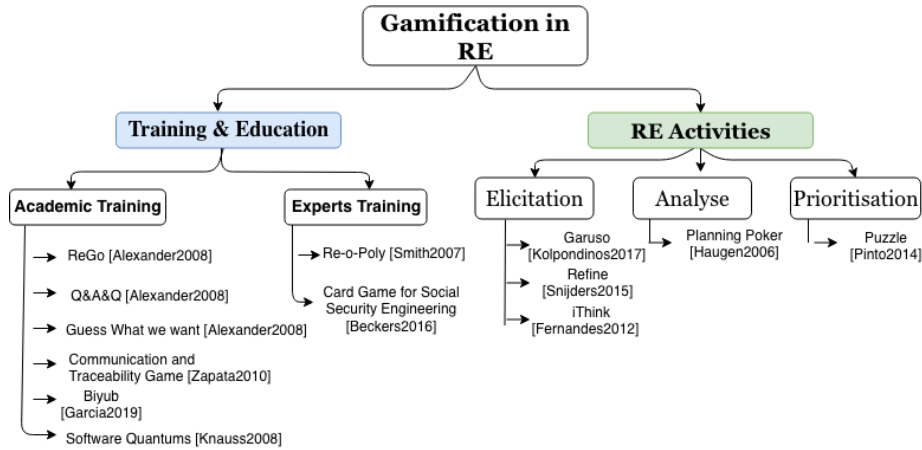 Gamification in
RE
Training & Education
RE Activities
Academic Training
Experts Training
Elicitation
Analyse
Prioritisation
ReGo [Alexander2008]
Q&A&Q [Alexander2008]
Guess What we want [Alexander2008]
Communication and
Traceability Game [Zapata2010]
Biyub
[Garcia2019]
Software Quantums [Knauss2008]
Re-o-Poly [Smith2007]
Card Game for Social
Security Engineering
[Beckers2016]
Garuso
[Kolpondinos2017]
Refine
[Snijders2015]
iThink
[Fernandes2012]
Planning Poker
[Haugen2006]
Puzzle
[Pinto2014]